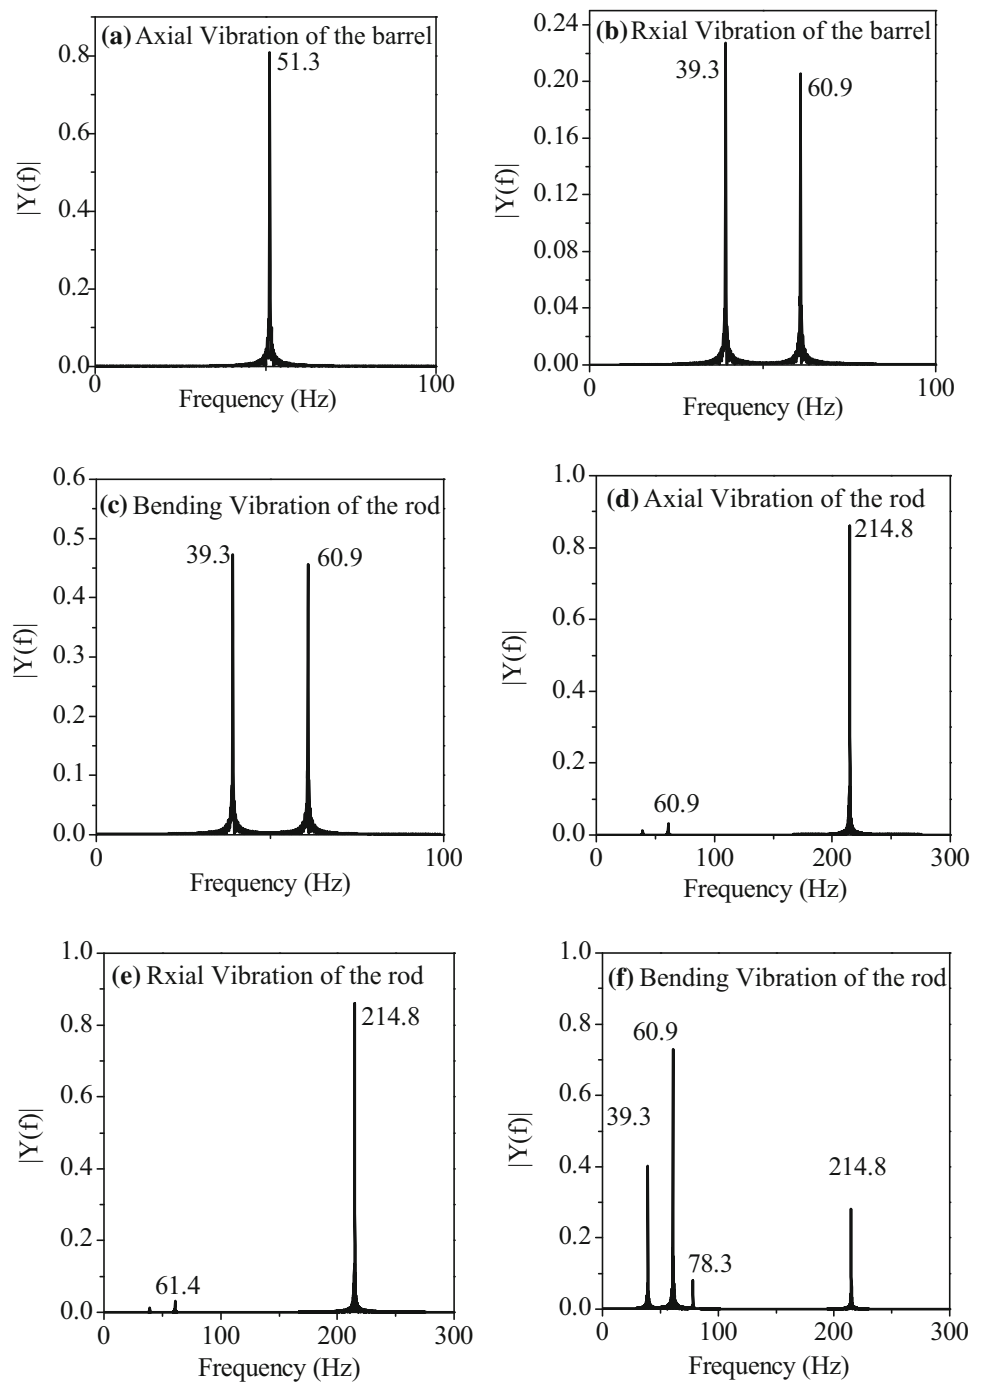 (a) Axial Vibration of the barrel
51.3
0.8
0.6
0.4
0.2
0.0
|Y(f)|
0 100
Frequency (Hz)
(b) Rxial Vibration of the barrel
39.3
60.9
0.24
0.20
0.16
0.12
0.08
0.04
0.00
|Y(f)|
0 100
Frequency (Hz)
(c) Bending Vibration of the rod
39.3 60.9
0.6
0.5
0.4
0.3
0.2
0.1
0.0
|Y(f)|
0 100
Frequency (Hz)
(d) Axial Vibration of the rod
214.8
60.9
1.0
0.8
0.6
0.4
0.2
0.0
|Y(f)|
0 100 200 300
Frequency (Hz)
(e) Rxial Vibration of the rod
214.8
61.4
1.0
0.8
0.6
0.4
0.2
0.0
|Y(f)|
0 100 200 300
Frequency (Hz)
(f) Bending Vibration of the rod
60.9
39.3
214.8
78.3
1.0
0.8
0.6
0.4
0.2
0.0
|Y(f)|
0 100 200 300
Frequency (Hz)